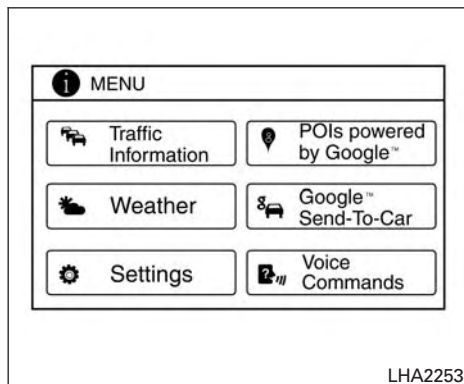 i MENU
Traffic
Information
POIs powered
by Google™
Weather
Google™
Send-To-Car
Settings
Voice
Commands
LHA2253